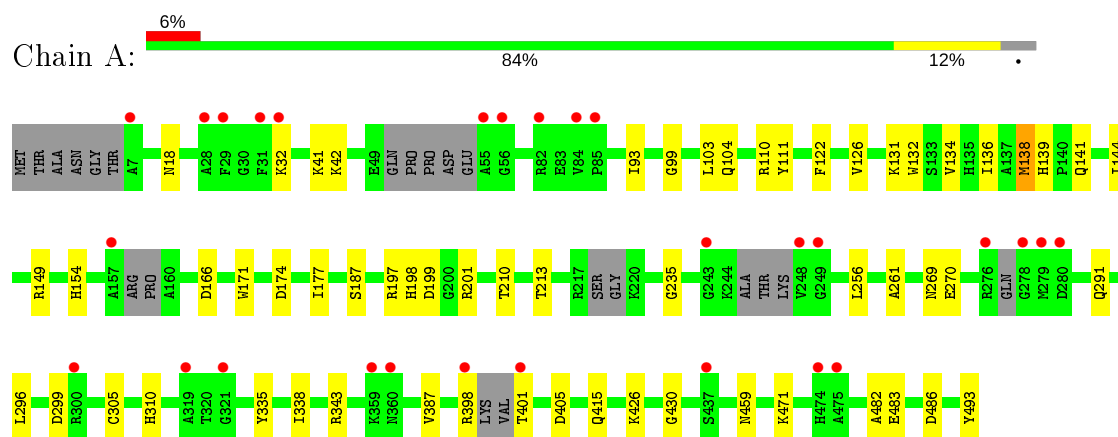 6%
Chain A:
84% 12% •
MET THR ALA ASN GLY THR A7 N18 A28 F29 G30 F31 K32 K41 K42 E49 GLN PRO PRO ASP GLU A55 G56 R82 E83 V84 P85 I93 G99 L103 Q104 R110 Y111 F122 V126 K131 W132 S133 V134 H135 I136 A137 M138 H139 P140 Q141 I144
R149 H154 A157 ARG PRO A160 D166 W171 D174 I177 S187 R197 H198 D199 G200 R201 T210 T213 R217 SER GLY K220 G235 G243 K244 ALA THR LYS V248 G249 L256 A261 N269 E270 R276 GLN G278 M279 D280 Q291
L296 D299 R300 C305 H310 A319 T320 G321 Y335 I338 R343 K359 N360 V387 R398 LYS VAL T401 D405 Q415 K426 G430 S437 N459 K471 H474 A475 A482 E483 D486 Y493